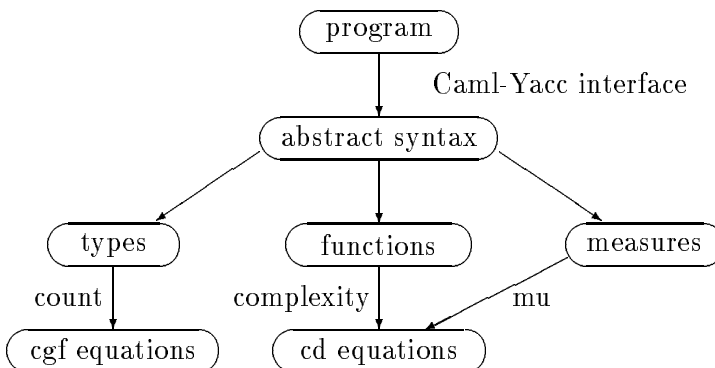 program
Caml-Yacc interface
abstract syntax
types
functions
measures
count
complexity
mu
cgf equations
cd equations